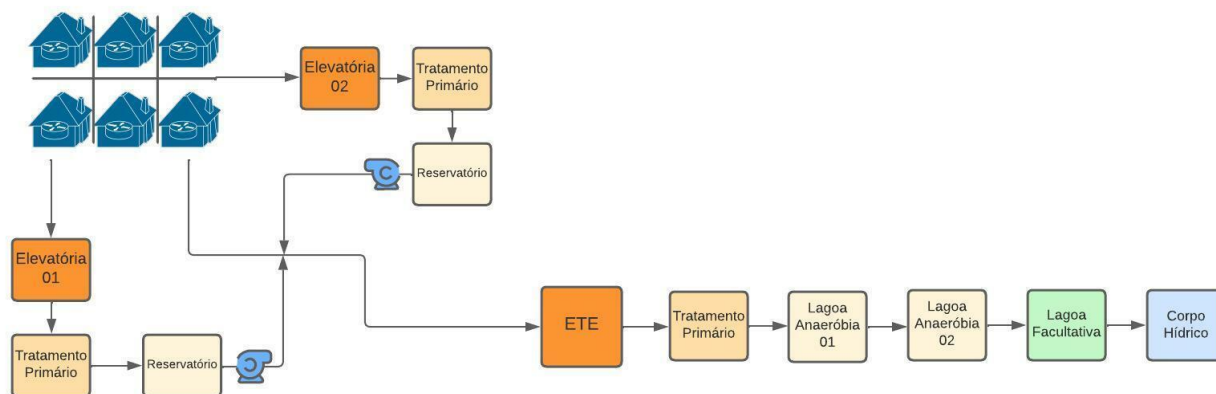 Elevatória
02
Tratamento
Primário
Reservatório
Elevatória
01
Tratamento
Primário
Reservatório
ETE
Tratamento
Primário
Lagoa
Anaeróbia
01
Lagoa
Anaeróbia
02
Lagoa
Facultativa
Corpo
Hídrico